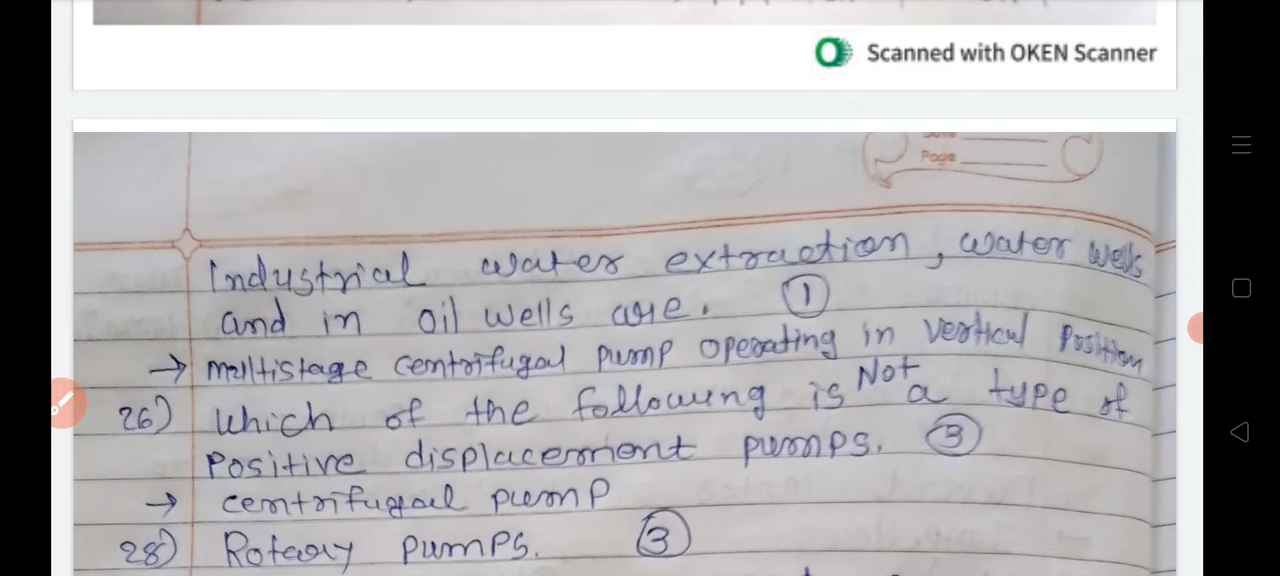 Scanned with OKEN Scanner
Page
Industrial water extraction, water wells
and in oil wells are. ①
→ multistage centrifugal pump operating in vertical position
26) which of the following is Not a type of
Positive displacement pumps. ③
→ centrifugal pump
28) Rotary pumps. ③